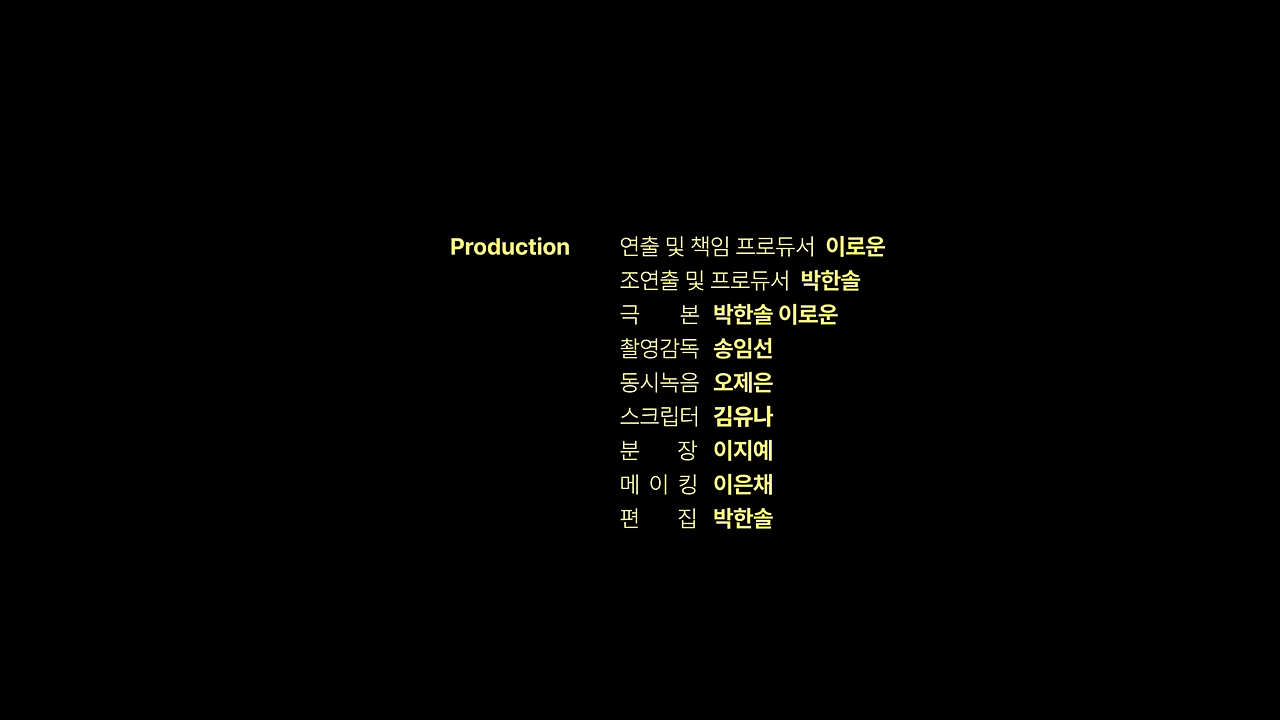 Production 연출 및 책임 프로듀서 이로운
조연출 및 프로듀서 박한솔
극 본 박한솔 이로운
촬영감독 송임선
동시녹음 오제은
스크립터 김유나
분 장 이지예
메 이 킹 이은채
편 집 박한솔